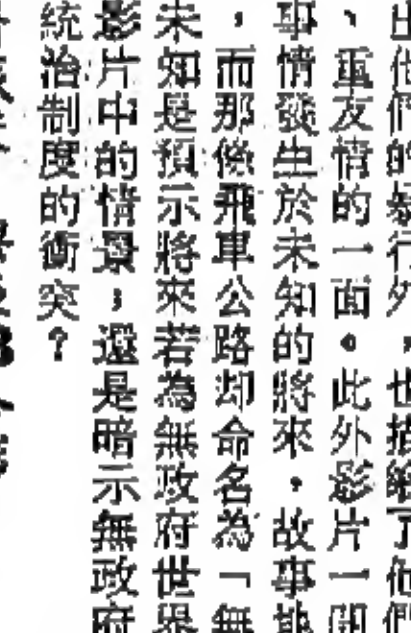 出他們的暴行外，也描繪了他們
、重友情的一面。此外影片一開
事情發生於未知的將來。故事地
，而那條飛車公路却命名為「無
未知是預示將來若為無政府世界
影片中的情景；還是暗示無政府
統治制度的衝突？